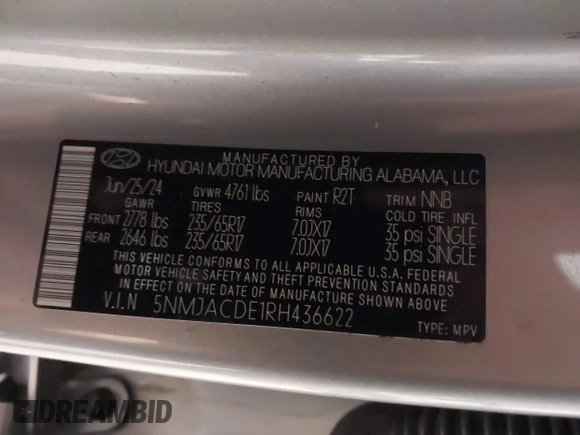 MANUFACTURED BY
HYUNDAI MOTOR MANUFACTURING ALABAMA, LLC
Jun/25/24 GVWR 4761 lbs PAINT R2T TRIM NNB
GAWR TIRES RIMS COLD TIRE INFL
FRONT 2778 lbs 235/65R17 7.0JX17 35 psi SINGLE
REAR 2646 lbs 235/65R17 7.0JX17 35 psi SINGLE
THIS VEHICLE CONFORMS TO ALL APPLICABLE U.S.A. FEDERAL
MOTOR VEHICLE SAFETY AND THEFT PREVENTION STANDARDS
IN EFFECT ON THE DATE OF MANUFACTURE SHOWN ABOVE.
V.I.N 5NMJACDE1RH436622
TYPE: MPV
DREAMBID